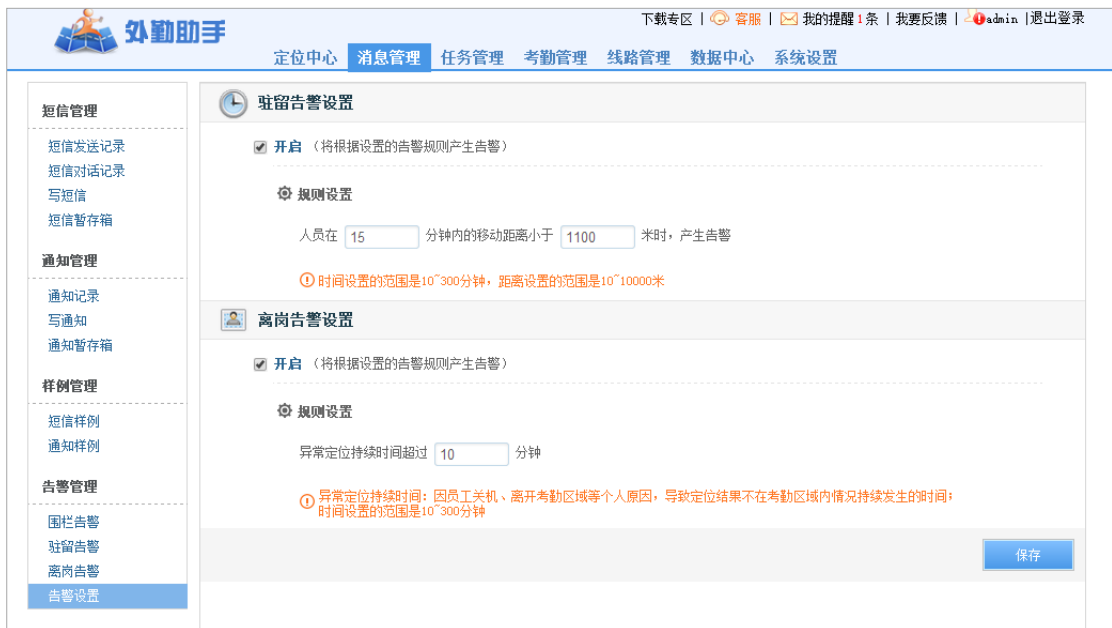 外勤助手
下载专区 | 客服 | 我的提醒1条 | 我要反馈 | admin |退出登录
定位中心 消息管理 任务管理 考勤管理 线路管理 数据中心 系统设置
短信管理
短信发送记录
短信对话记录
写短信
短信暂存箱
通知管理
通知记录
写通知
通知暂存箱
样例管理
短信样例
通知样例
告警管理
围栏告警
驻留告警
离岗告警
告警设置
驻留告警设置
开启 (将根据设置的告警规则产生告警)
规则设置
人员在 15 分钟内的移动距离小于 1100 米时，产生告警
时间设置的范围是10~300分钟，距离设置的范围是10~10000米
离岗告警设置
开启 (将根据设置的告警规则产生告警)
规则设置
异常定位持续时间超过 10 分钟
异常定位持续时间：因员工关机、离开考勤区域等个人原因，导致定位结果不在考勤区域内情况持续发生的时间；
时间设置的范围是10~300分钟
保存